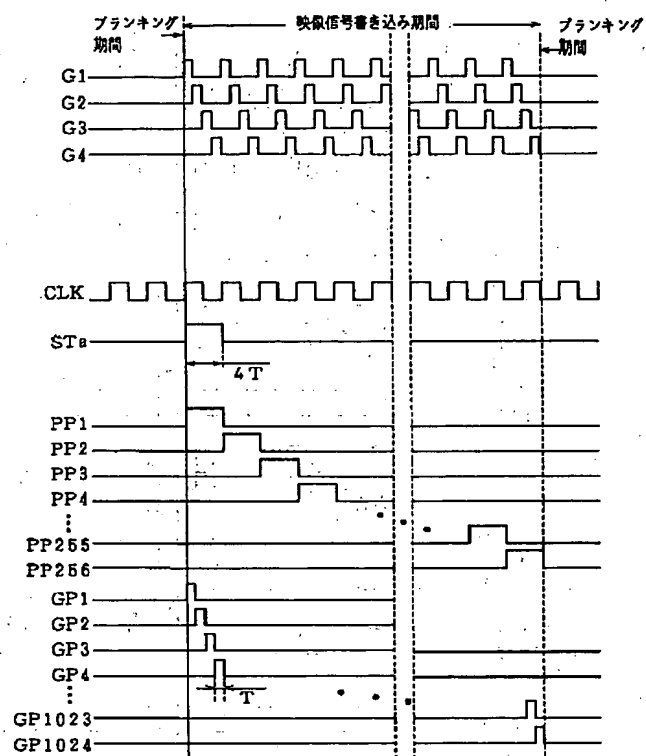 ブランキング
期間
映像信号書き込み期間
ブランキング
期間
G1
G2
G3
G4
CLK
STa
4T
PP1
PP2
PP3
PP4
PP255
PP256
GP1
GP2
GP3
GP4
T
GP1023
GP1024